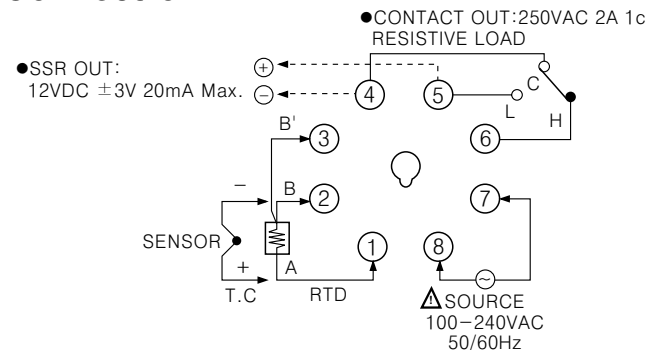 ●CONTACT OUT:250VAC 2A 1c
RESISTIVE LOAD
●SSR OUT:
12VDC ±3V 20mA Max.
+
−
4
5
C
L
H
B'
3
6
−
B
2
7
SENSOR
1
8
+
A
T.C
RTD
~
⚠SOURCE
100−240VAC
50/60Hz